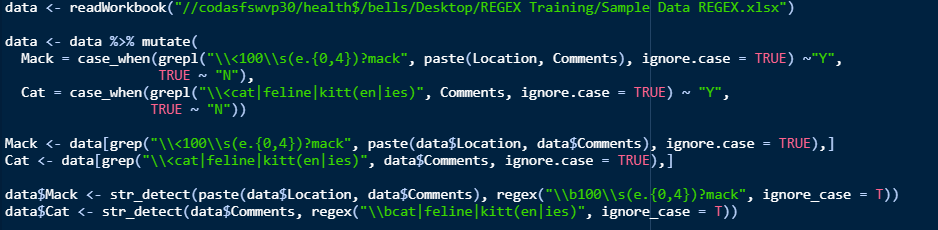 data <- readWorkbook("//codasfswvp30/health$/bells/Desktop/REGEX Training/Sample Data REGEX.xlsx")
data <- data %>% mutate(
Mack = case_when(grepl("\\<100\\s(e.{0,4})?mack", paste(Location, Comments), ignore.case = TRUE) ~"Y",
TRUE ~ "N"),
Cat = case_when(grepl("\\<cat|feline|kitt(en|ies)", Comments, ignore.case = TRUE) ~ "Y",
TRUE ~ "N"))
Mack <- data[grep("\\<100\\s(e.{0,4})?mack", paste(data$Location, data$Comments), ignore.case = TRUE),]
Cat <- data[grep("\\<cat|feline|kitt(en|ies)", data$Comments, ignore.case = TRUE),]
data$Mack <- str_detect(paste(data$Location, data$Comments), regex("\\b100\\s(e.{0,4})?mack", ignore_case = T))
data$Cat <- str_detect(data$Comments, regex("\\bcat|feline|kitt(en|ies)", ignore_case = T))